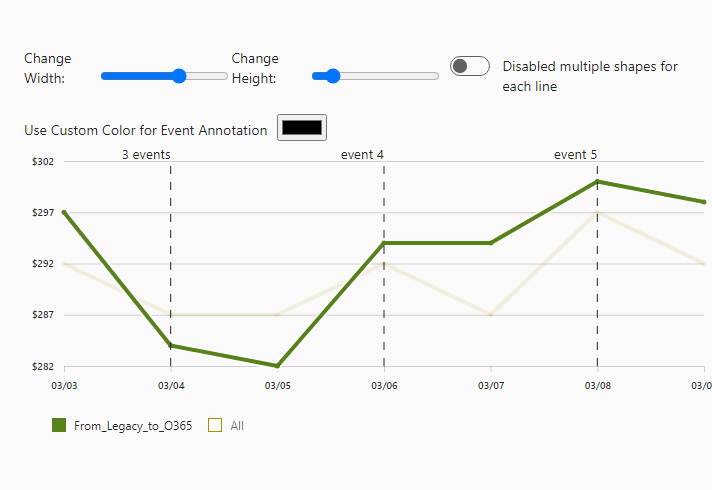 Change Width:
Change Height:
Disabled multiple shapes for each line
Use Custom Color for Event Annotation
3 events
event 4
event 5
$302
$297
$292
$287
$282
03/03
03/04
03/05
03/06
03/07
03/08
03/0
From_Legacy_to_O365
All